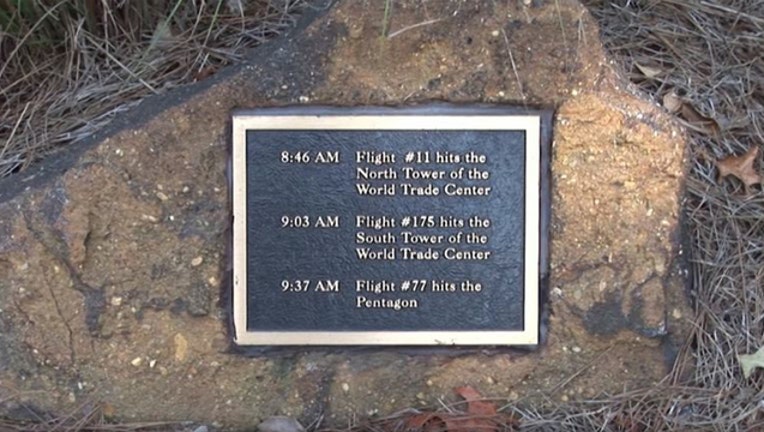 8:46 AM Flight #11 hits the
North Tower of the
World Trade Center
9:03 AM Flight #175 hits the
South Tower of the
World Trade Center
9:37 AM Flight #77 hits the
Pentagon